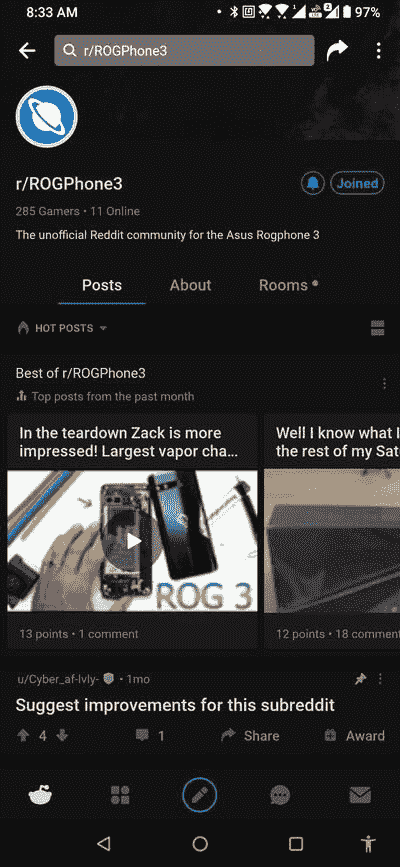 8:33 AM
97%
r/ROGPhone3
r/ROGPhone3
Joined
285 Gamers • 11 Online
The unofficial Reddit community for the Asus Rogphone 3
Posts
About
Rooms
HOT POSTS
Best of r/ROGPhone3
Top posts from the past month
In the teardown Zack is more
impressed! Largest vapor cha...
ROG 3
13 points • 1 comment
Well I know what I
the rest of my Sat
12 points • 18 comment
u/Cyber_af-lvly- • 1mo
Suggest improvements for this subreddit
4
1
Share
Award